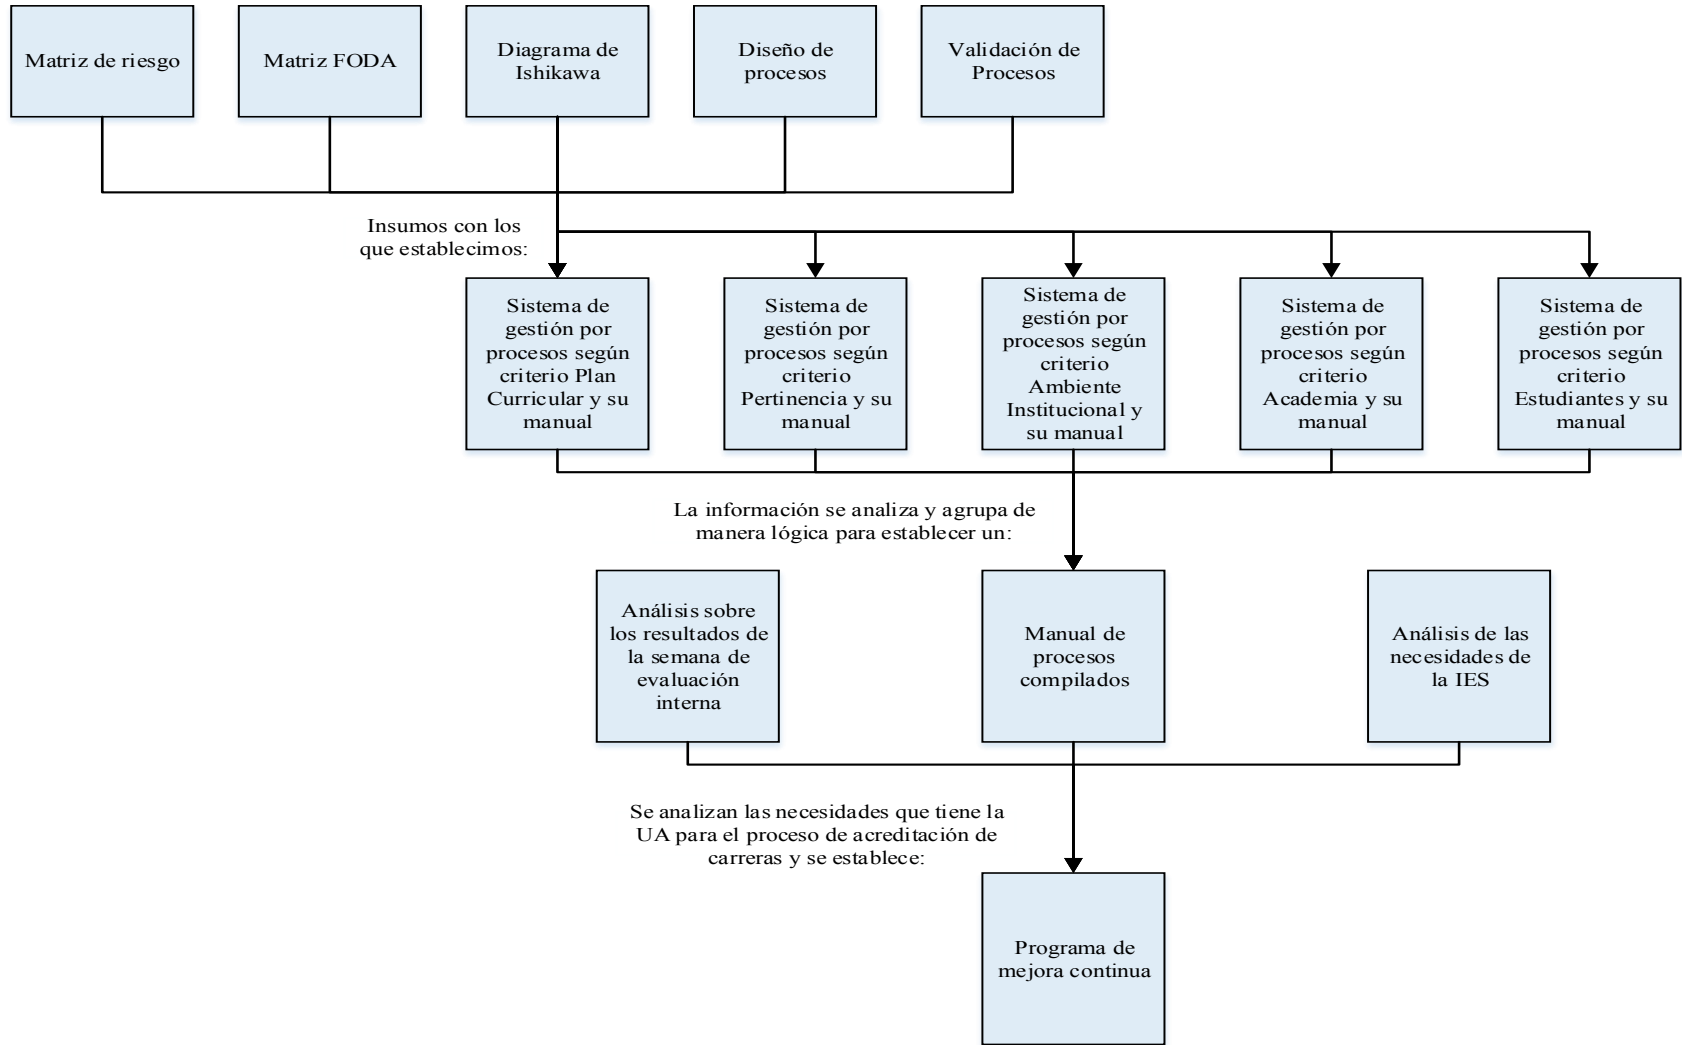 Matriz de riesgo
Matriz FODA
Diagrama de
Ishikawa
Diseño de
procesos
Validación de
Procesos
Insumos con los
que establecimos:
Sistema de
gestión por
procesos según
criterio Plan
Curricular y su
manual
Sistema de
gestión por
procesos según
criterio
Pertinencia y su
manual
Sistema de
gestión por
procesos según
criterio
Ambiente
Institucional y
su manual
Sistema de
gestión por
procesos según
criterio
Academia y su
manual
Sistema de
gestión por
procesos según
criterio
Estudiantes y su
manual
La información se analiza y agrupa de
manera lógica para establecer un:
Análisis sobre
los resultados de
la semana de
evaluación
interna
Manual de
procesos
compilados
Análisis de las
necesidades de
la IES
Se analizan las necesidades que tiene la
UA para el proceso de acreditación de
carreras y se establece:
Programa de
mejora continua